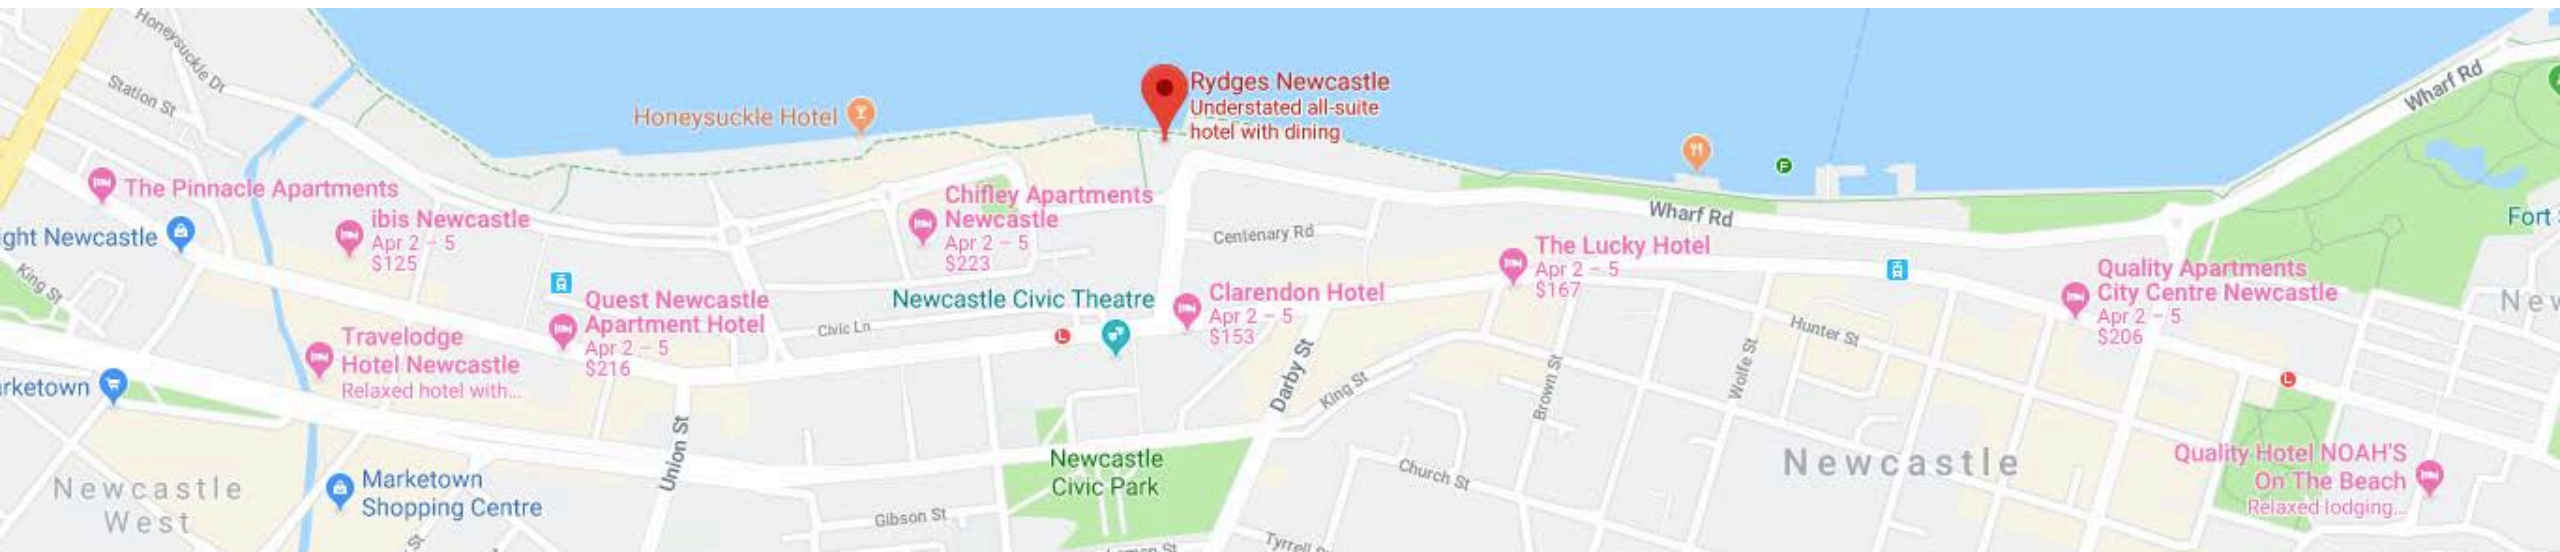 Honeysuckle Dr
Station St
Wharf Rd
Rydges Newcastle
Understated all-suite
hotel with dining
Honeysuckle Hotel
The Pinnacle Apartments
ibis Newcastle
Apr 2 – 5
$125
Chifley Apartments
Newcastle
Apr 2 – 5
$223
Centenary Rd
Wharf Rd
F
Fort
ight Newcastle
King St
The Lucky Hotel
Apr 2 – 5
$167
Quality Apartments
City Centre Newcastle
Apr 2 – 5
$206
New
Quest Newcastle
Apartment Hotel
Apr 2 – 5
$216
Newcastle Civic Theatre
Clarendon Hotel
Apr 2 – 5
$153
Civic Ln
L
Hunter St
Travelodge
Hotel Newcastle
Relaxed hotel with...
rketown
Darby St
King St
Brown St
Wolfe St
L
Union St
Newcastle
Civic Park
Church St
Newcastle
Quality Hotel NOAH'S
On The Beach
Relaxed lodging...
Newcastle
West
Marketown
Shopping Centre
Gibson St
St
Tyrrell